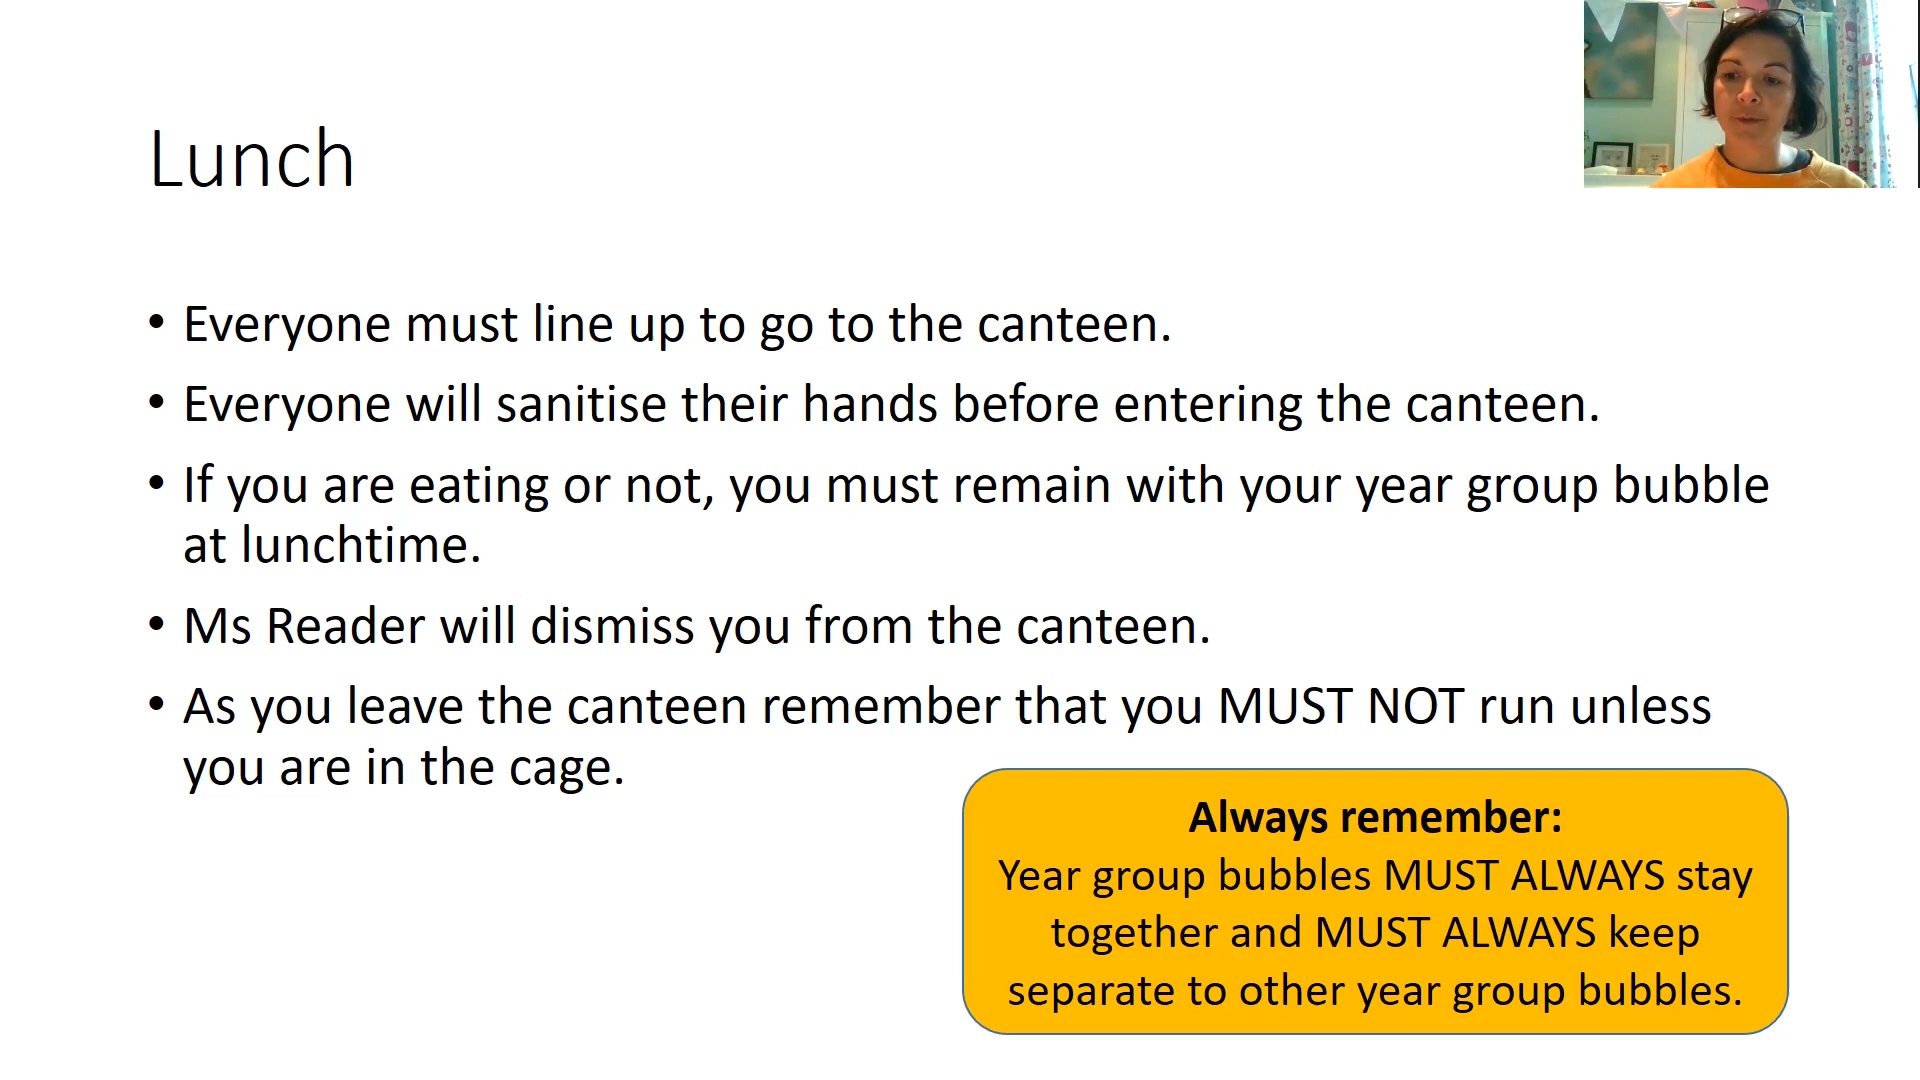 Lunch
• Everyone must line up to go to the canteen.
• Everyone will sanitise their hands before entering the canteen.
• If you are eating or not, you must remain with your year group bubble
at lunchtime.
• Ms Reader will dismiss you from the canteen.
• As you leave the canteen remember that you MUST NOT run unless
you are in the cage.
Always remember:
Year group bubbles MUST ALWAYS stay
together and MUST ALWAYS keep
separate to other year group bubbles.